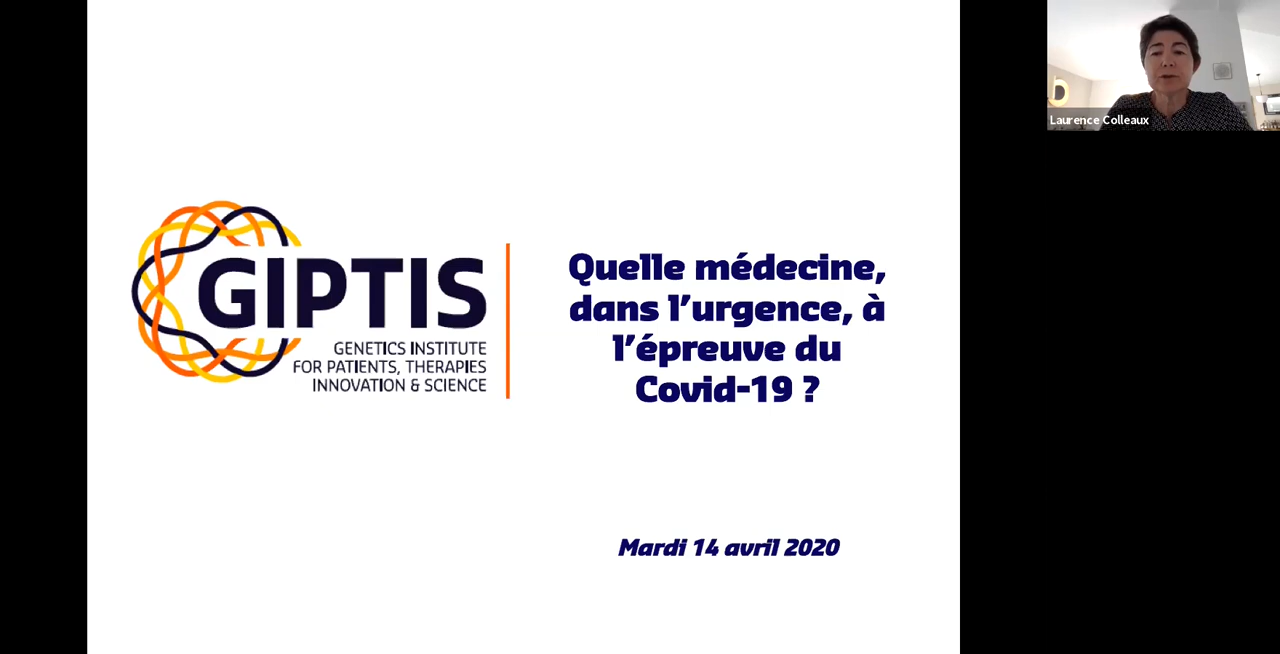 Laurence Colleaux
GIPTIS
GENETICS INSTITUTE
FOR PATIENTS, THERAPIES
INNOVATION & SCIENCE
Quelle médecine,
dans l’urgence, à
l’épreuve du
Covid-19 ?
Mardi 14 avril 2020